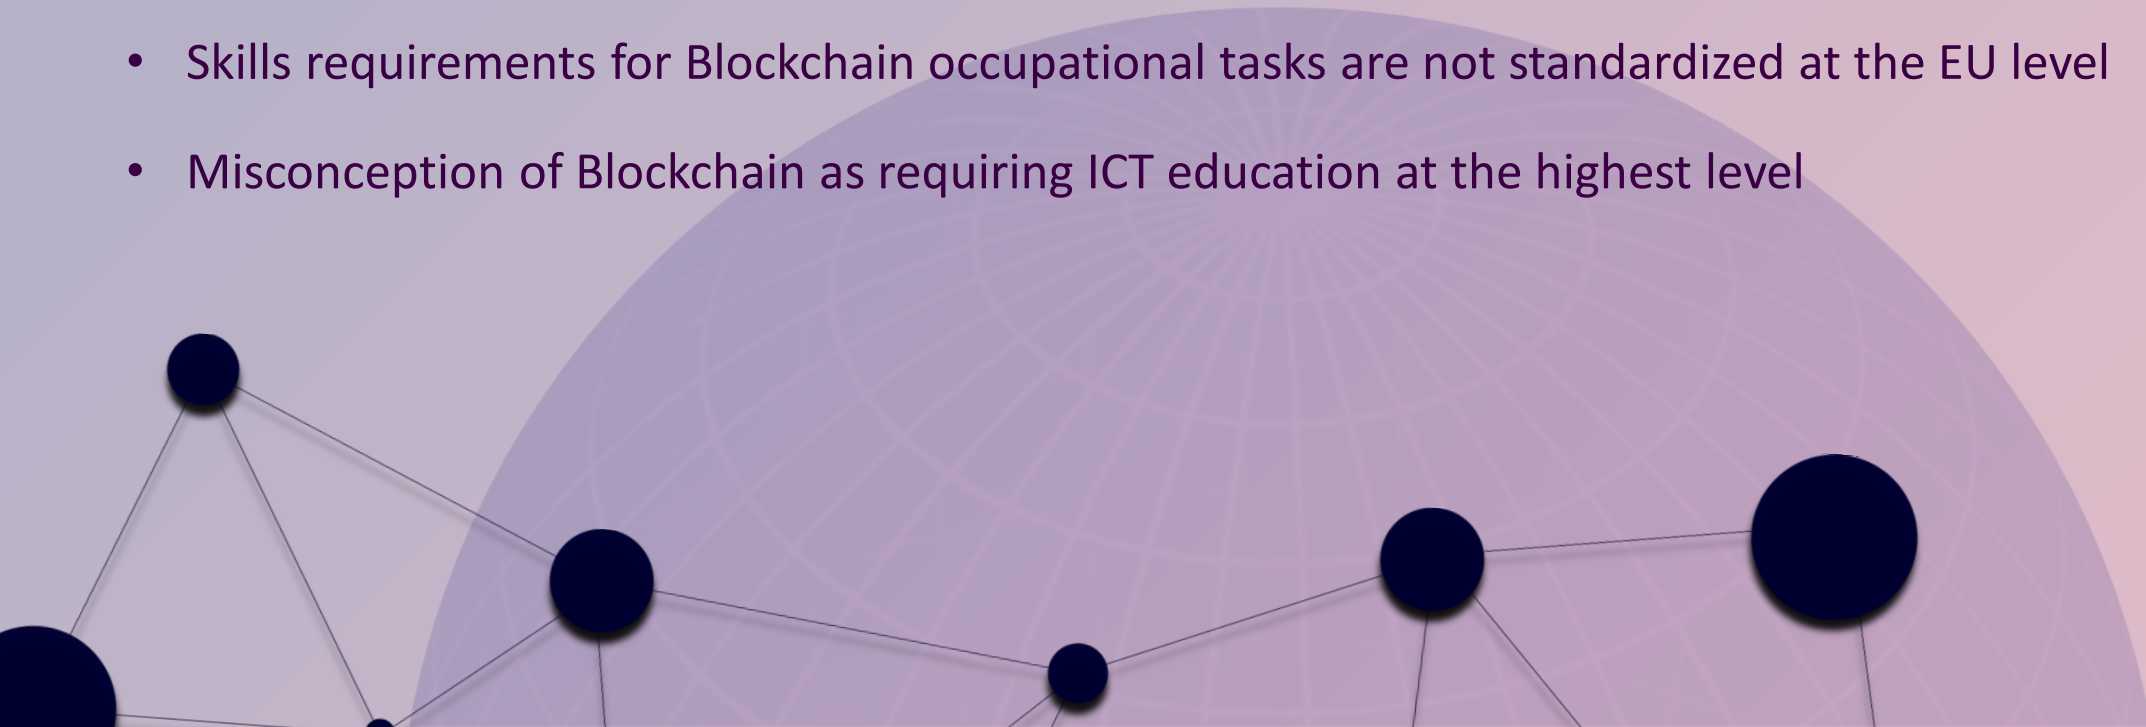 • Skills requirements for Blockchain occupational tasks are not standardized at the EU level
• Misconception of Blockchain as requiring ICT education at the highest level